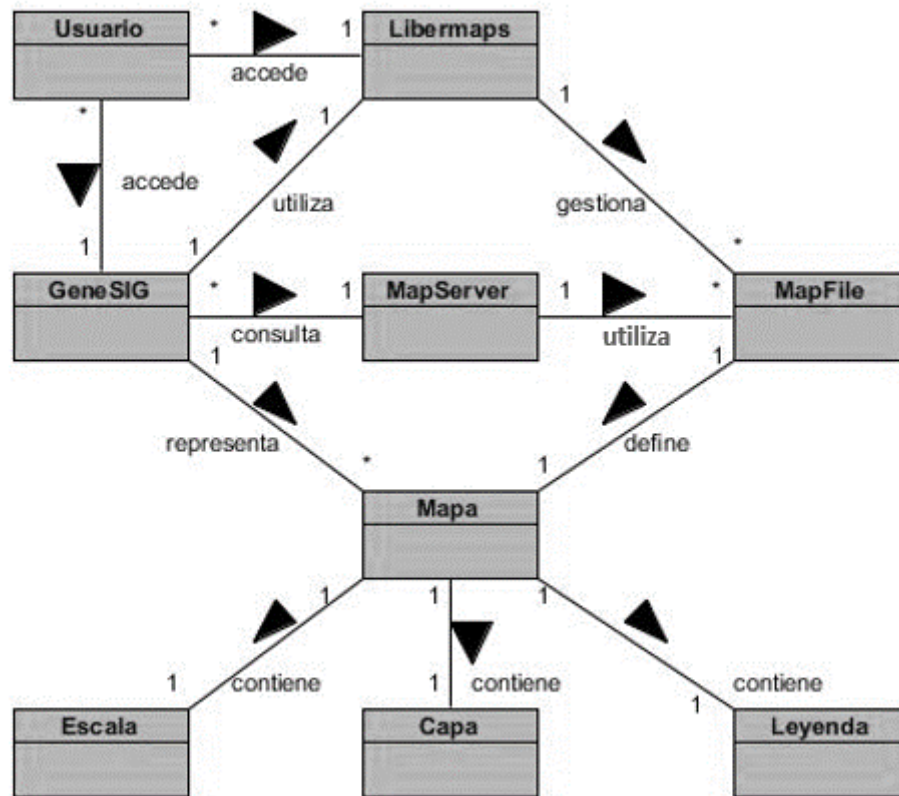 Usuario
* 1
Libermaps
accede
* 1 1
accede
utiliza
gestiona
1 1 *
GeneSIG
* 1
MapServer
1 *
MapFile
consulta
utiliza
1 1
representa
define
* 1
Mapa
1 1 1
1 contiene
1 contiene
1 contiene
Escala
Capa
Leyenda